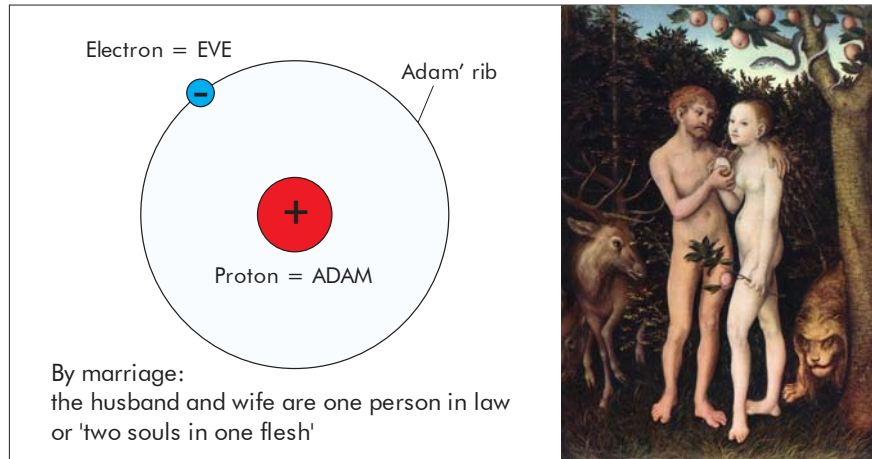 Electron = EVE
Adam' rib
−
+
Proton = ADAM
By marriage:
the husband and wife are one person in law
or 'two souls in one flesh'